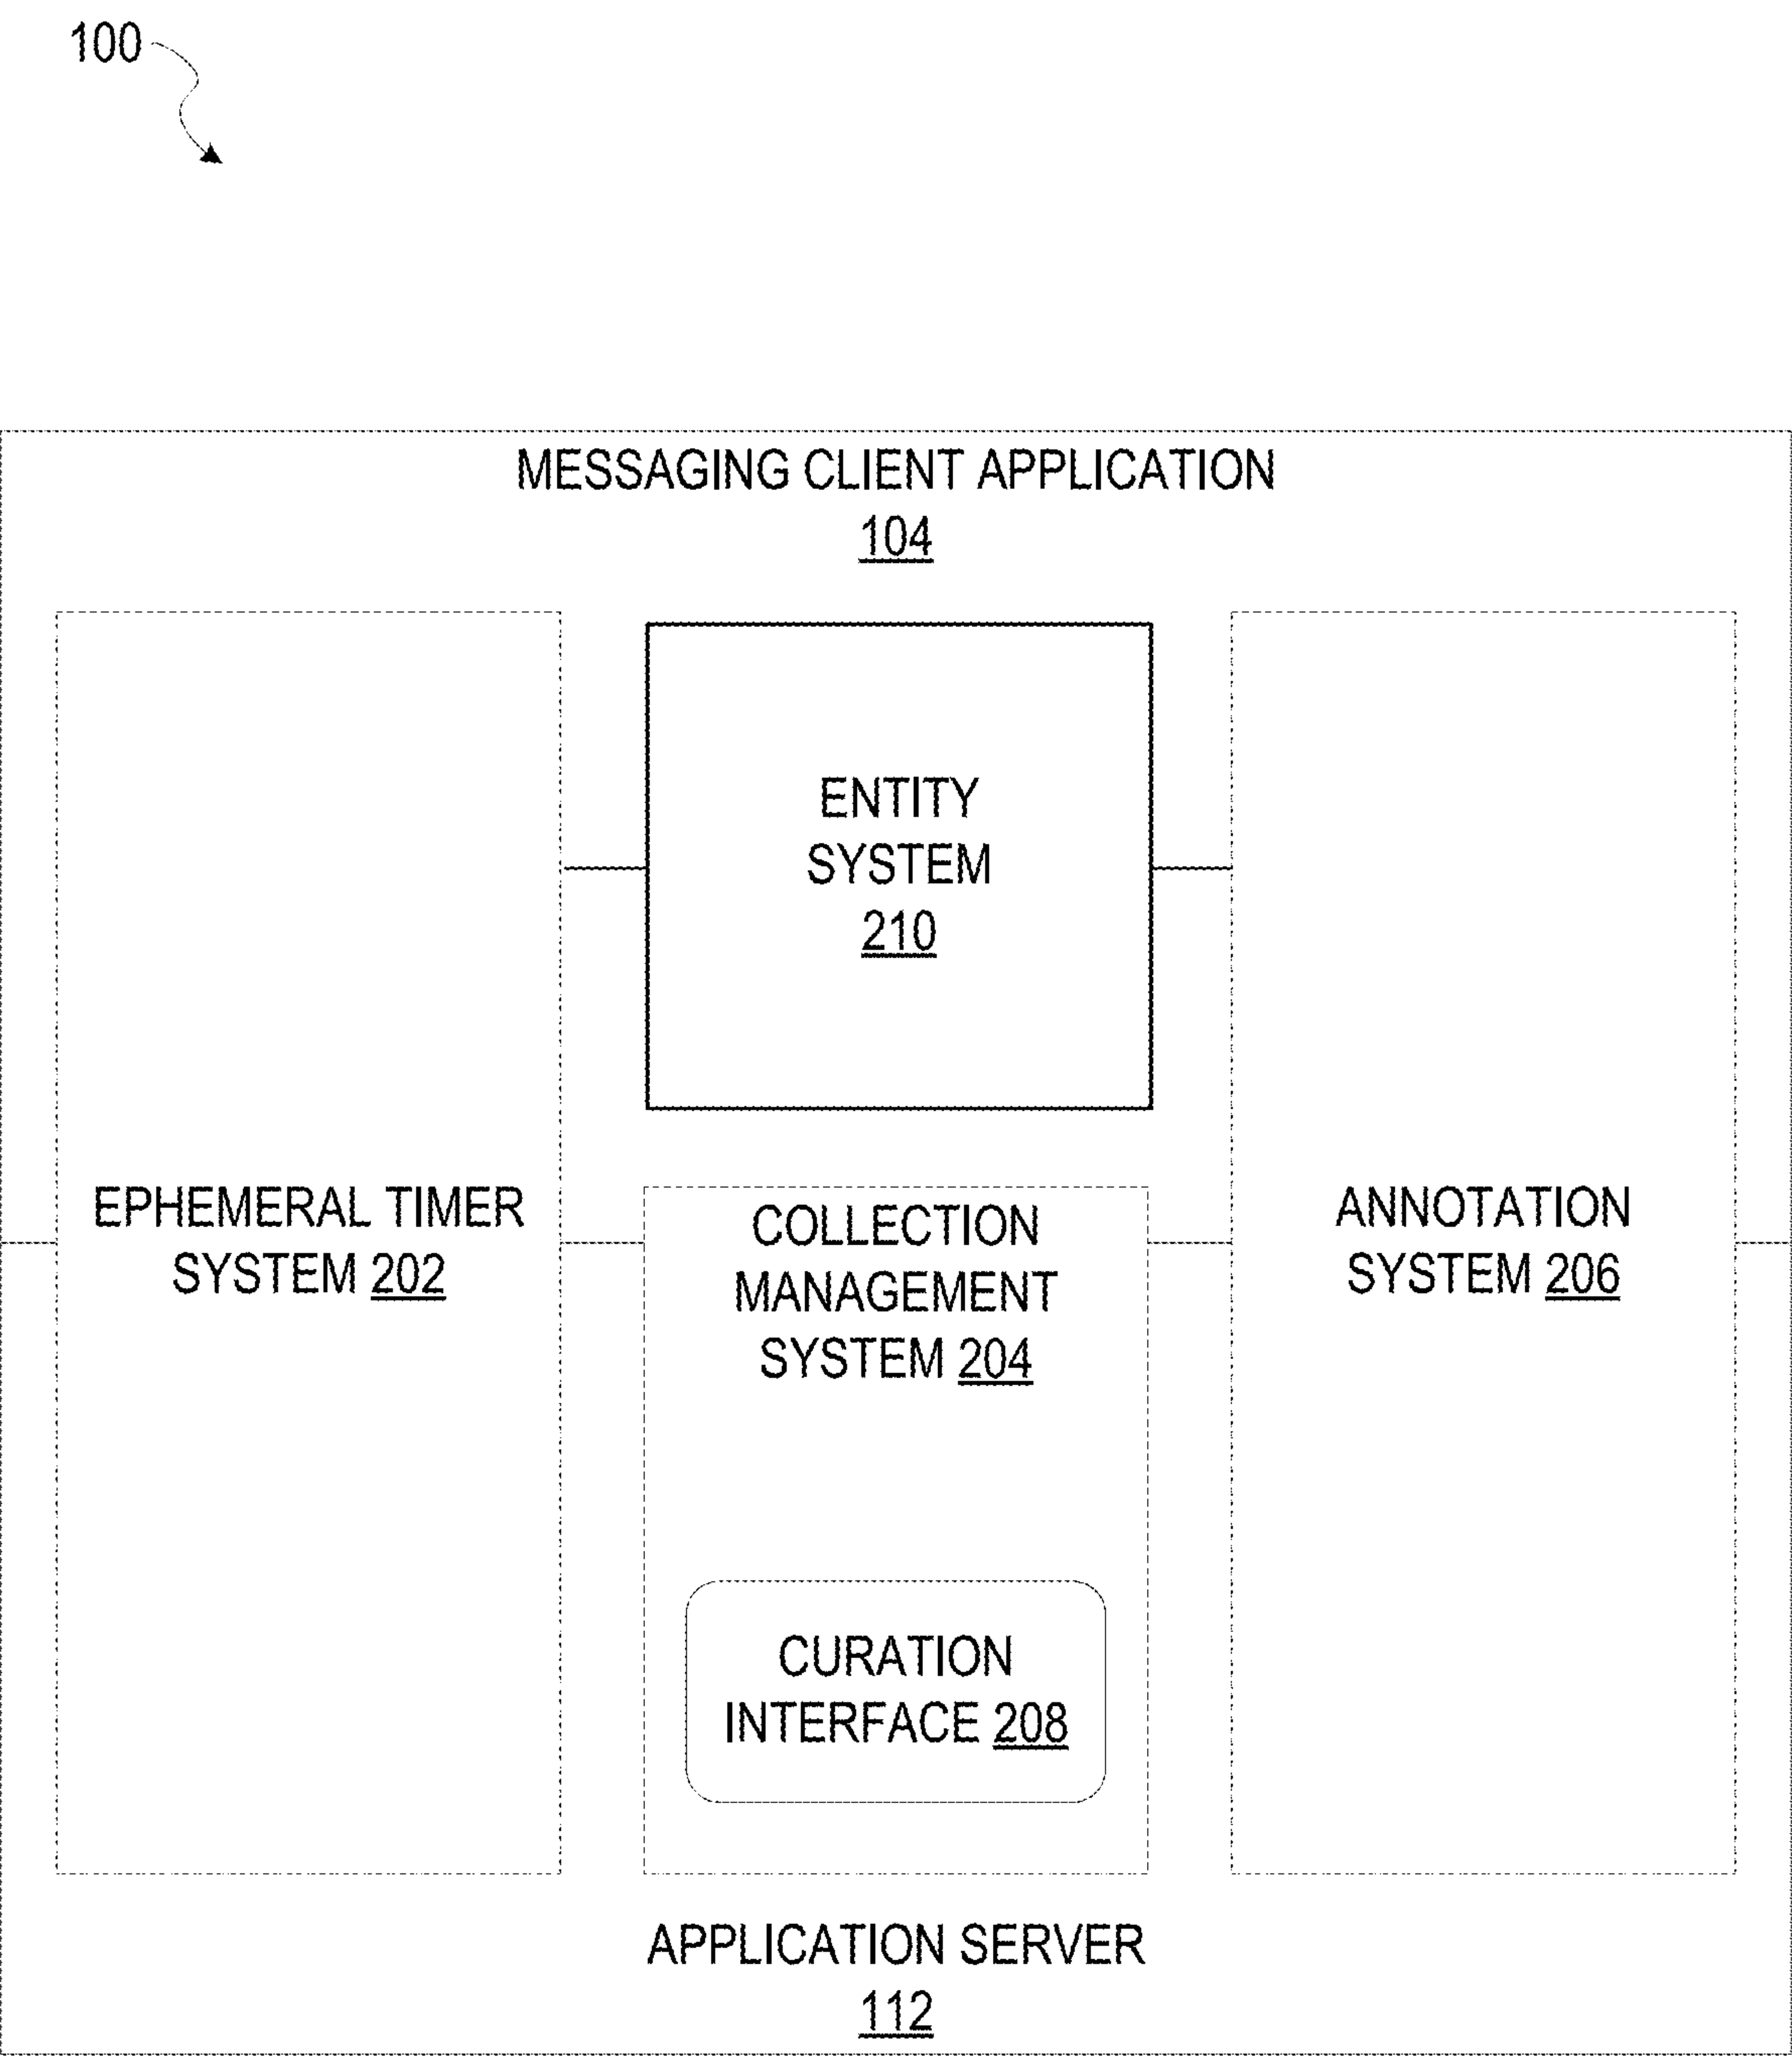 100
MESSAGING CLIENT APPLICATION
104
ENTITY
SYSTEM
210
EPHEMERAL TIMER
SYSTEM 202
COLLECTION
MANAGEMENT
SYSTEM 204
ANNOTATION
SYSTEM 206
CURATION
INTERFACE 208
APPLICATION SERVER
112